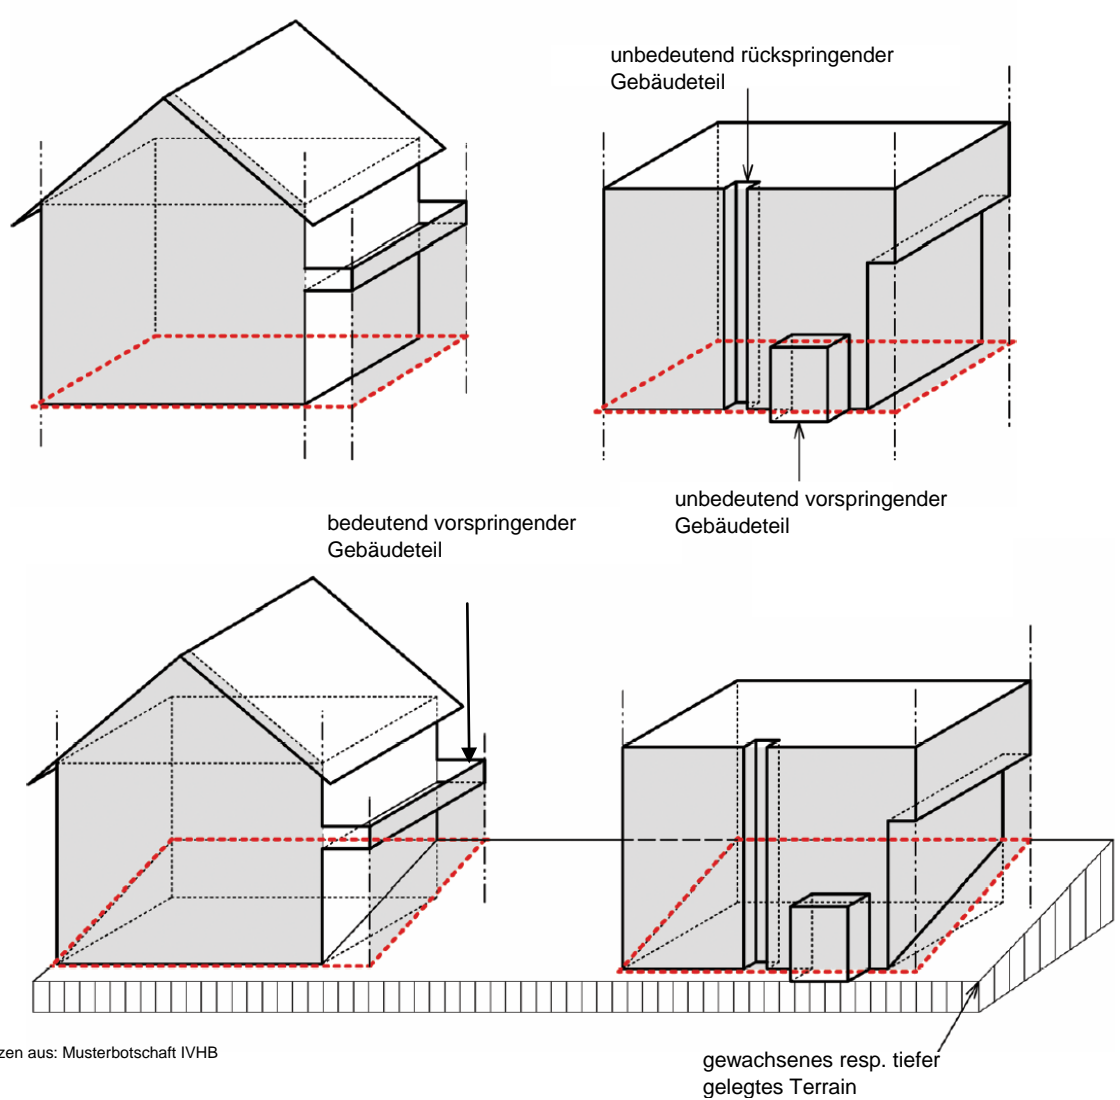 unbedeutend rückspringender
Gebäudeteil
unbedeutend vorspringender
Gebäudeteil
bedeutend vorspringender
Gebäudeteil
zen aus: Musterbotschaft IVHB
gewachsenes resp. tiefer
gelegtes Terrain